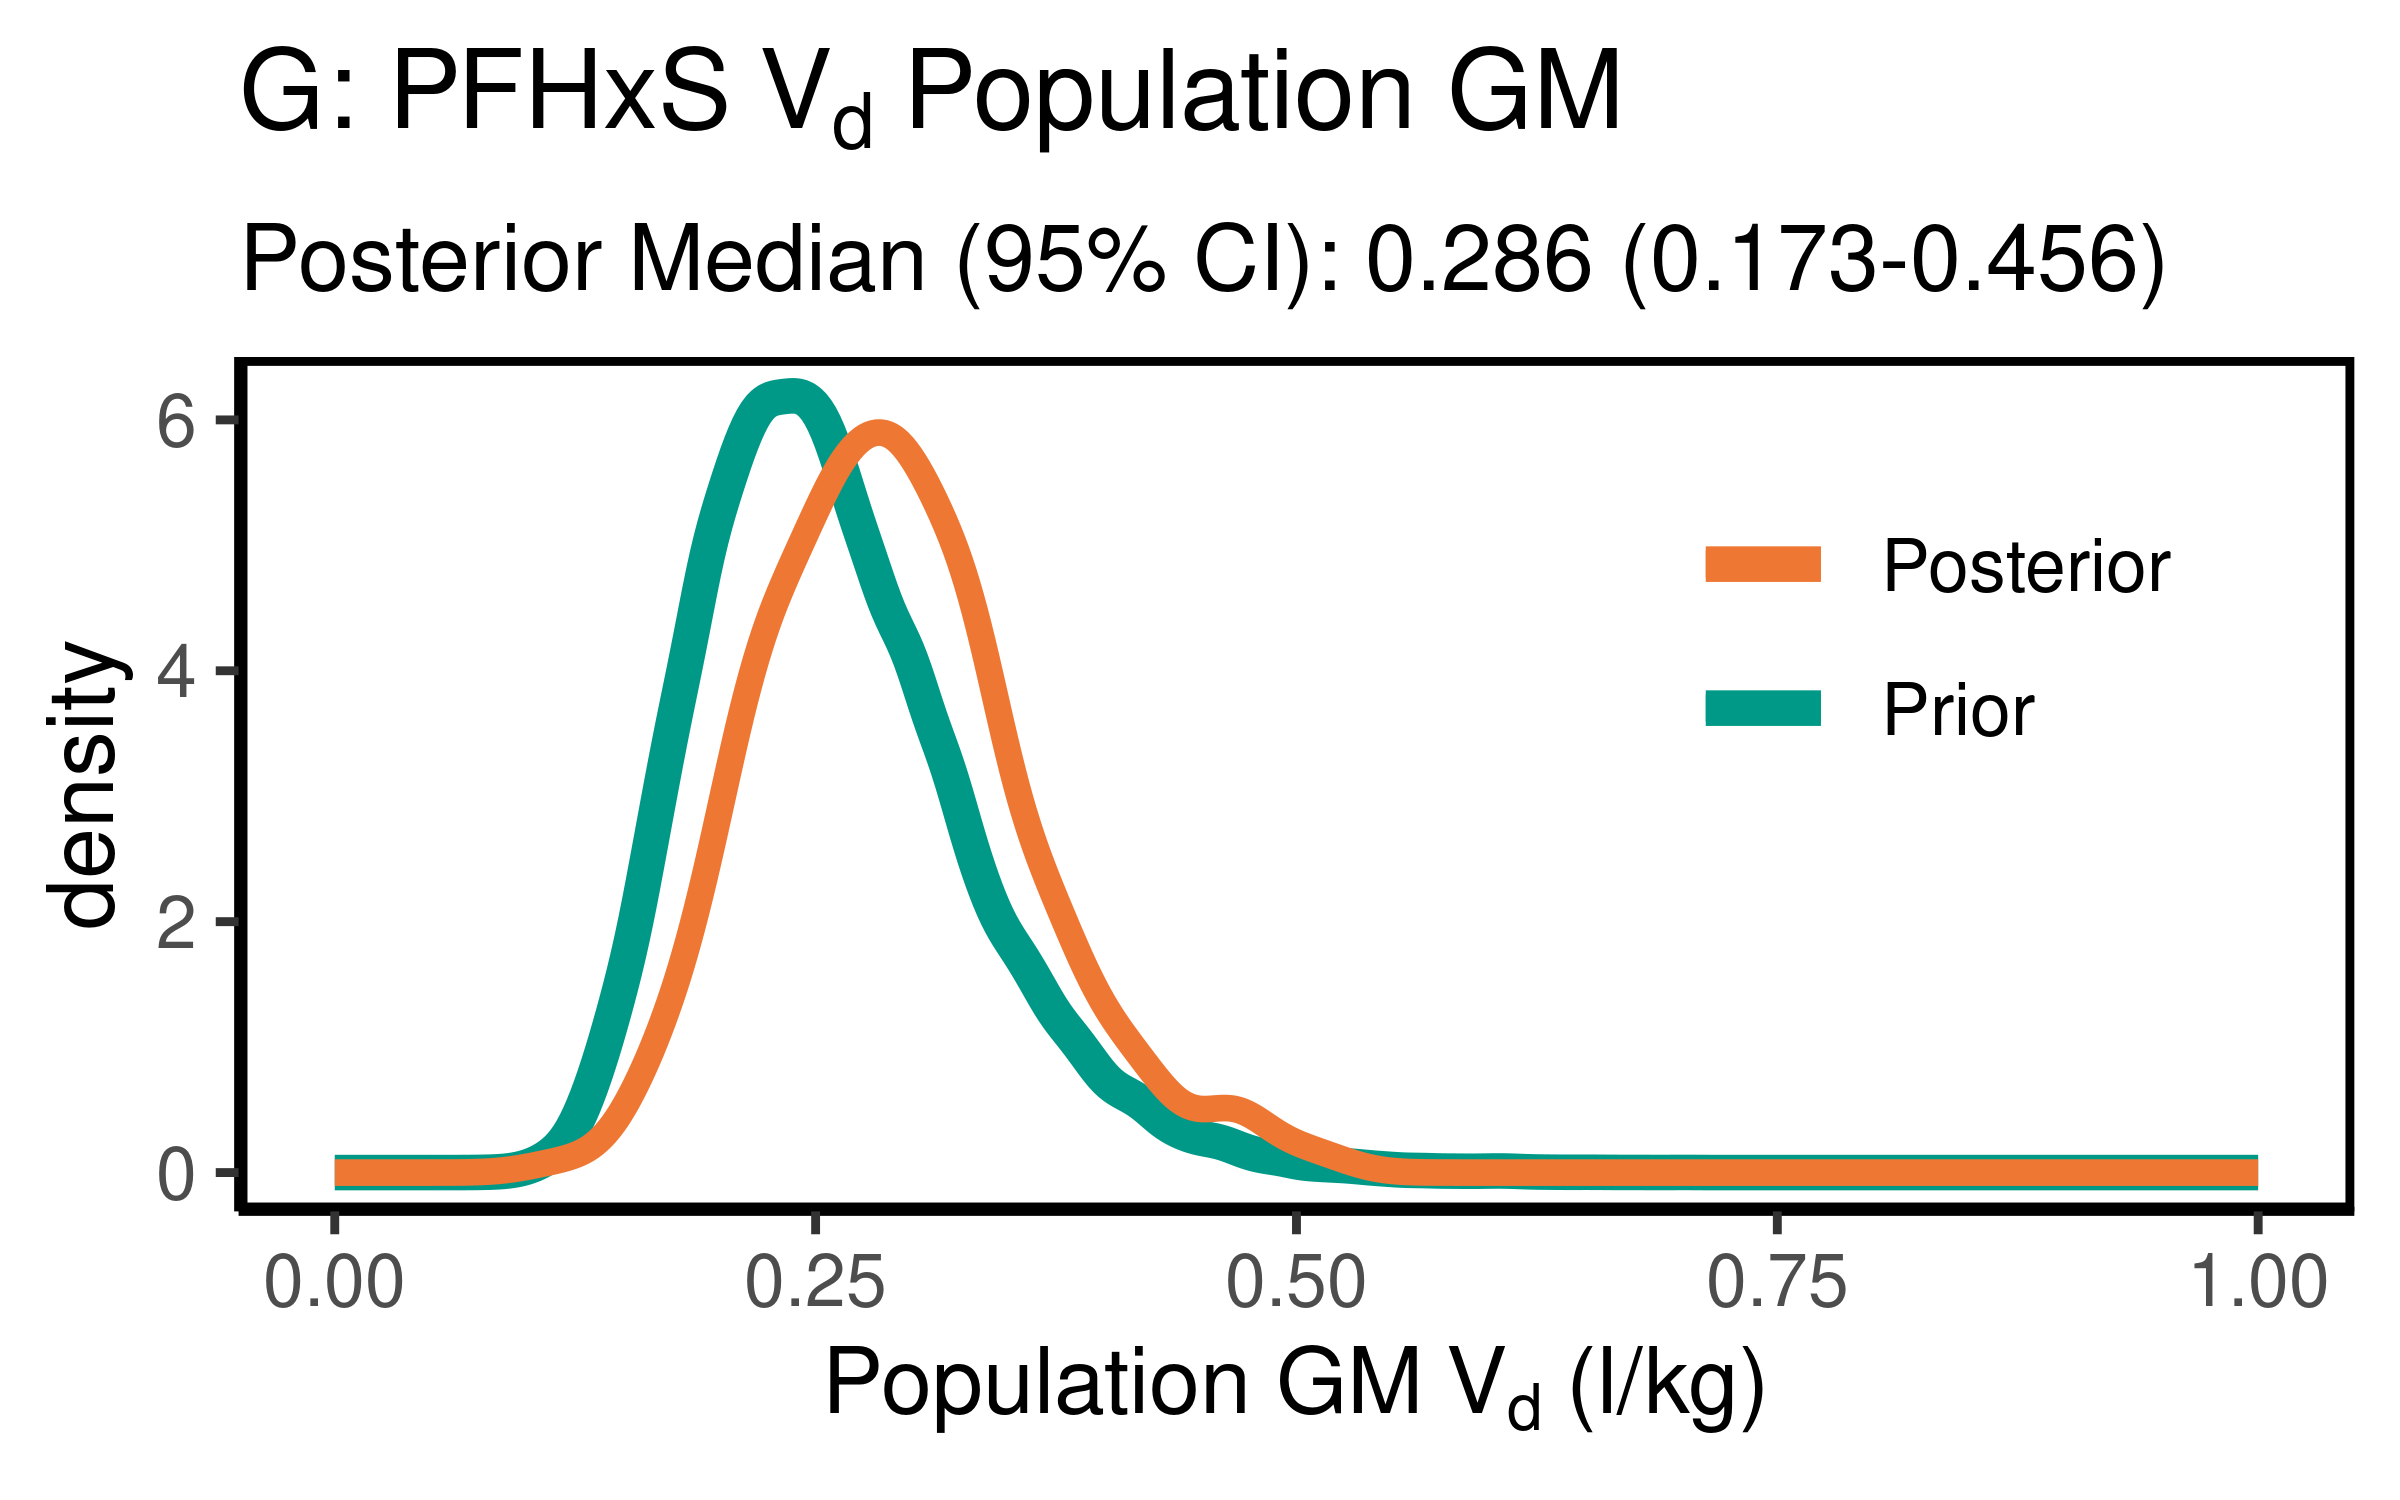 G: PFHxS Vd Population GM
Posterior Median (95% CI): 0.286 (0.173-0.456)
6
4
2
0
density
Posterior
Prior
0.00 0.25 0.50 0.75 1.00
Population GM Vd (l/kg)